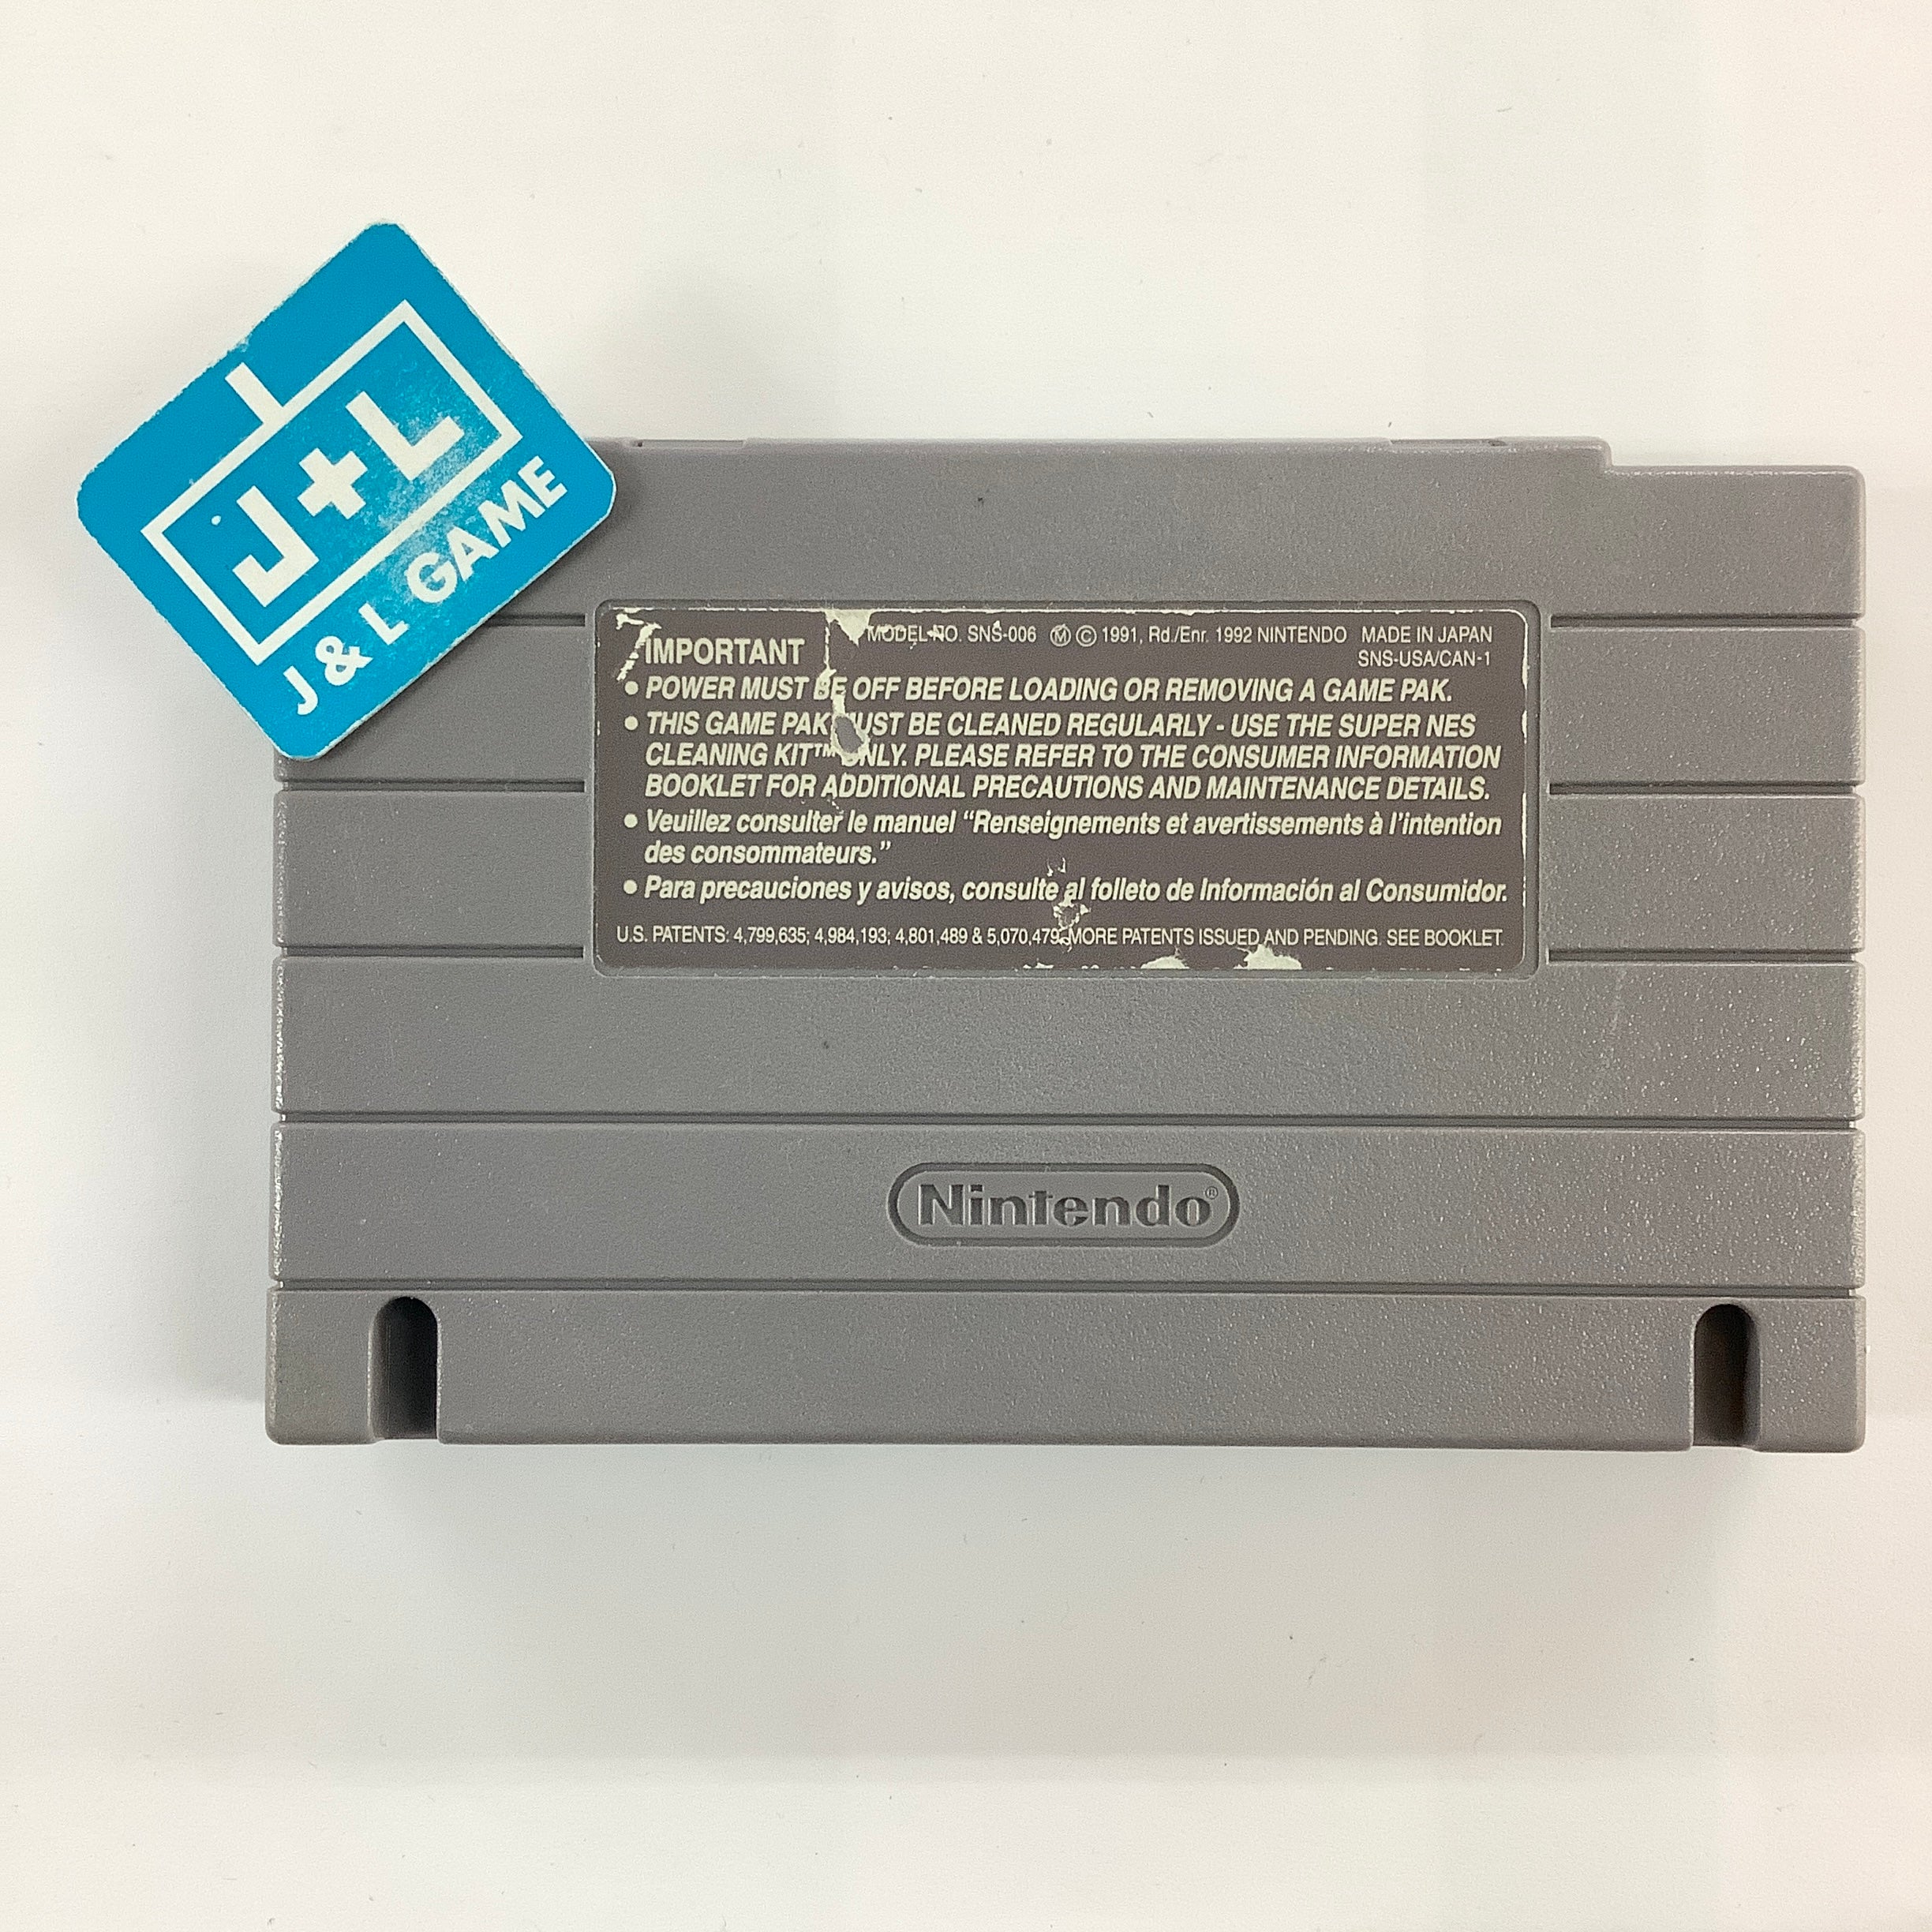 J+L
J & L GAME
IMPORTANT
MODEL NO. SNS-006 Ⓜ © 1991, Rd./Enr. 1992 NINTENDO MADE IN JAPAN
SNS-USA/CAN-1
● POWER MUST BE OFF BEFORE LOADING OR REMOVING A GAME PAK.
● THIS GAME PAK MUST BE CLEANED REGULARLY - USE THE SUPER NES
CLEANING KIT™ ONLY. PLEASE REFER TO THE CONSUMER INFORMATION
BOOKLET FOR ADDITIONAL PRECAUTIONS AND MAINTENANCE DETAILS.
● Veuillez consulter le manuel “Renseignements et avertissements à l’intention
des consommateurs.”
● Para precauciones y avisos, consulte al folleto de Información al Consumidor.
U.S. PATENTS: 4,799,635; 4,984,193; 4,801,489 & 5,070,479. MORE PATENTS ISSUED AND PENDING. SEE BOOKLET.
Nintendo®